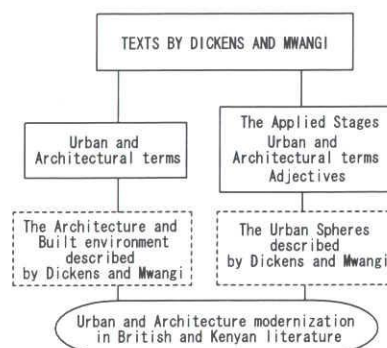 TEXTS BY DICKENS AND MWANGI
Urban and
Architectural terms
The Applied Stages
Urban and
Architectural terms
Adjectives
The Architecture and
Built environment
described
by Dickens and Mwangi
The Urban Spheres
described
by Dickens and Mwangi
Urban and Architecture modernization
in British and Kenyan literature